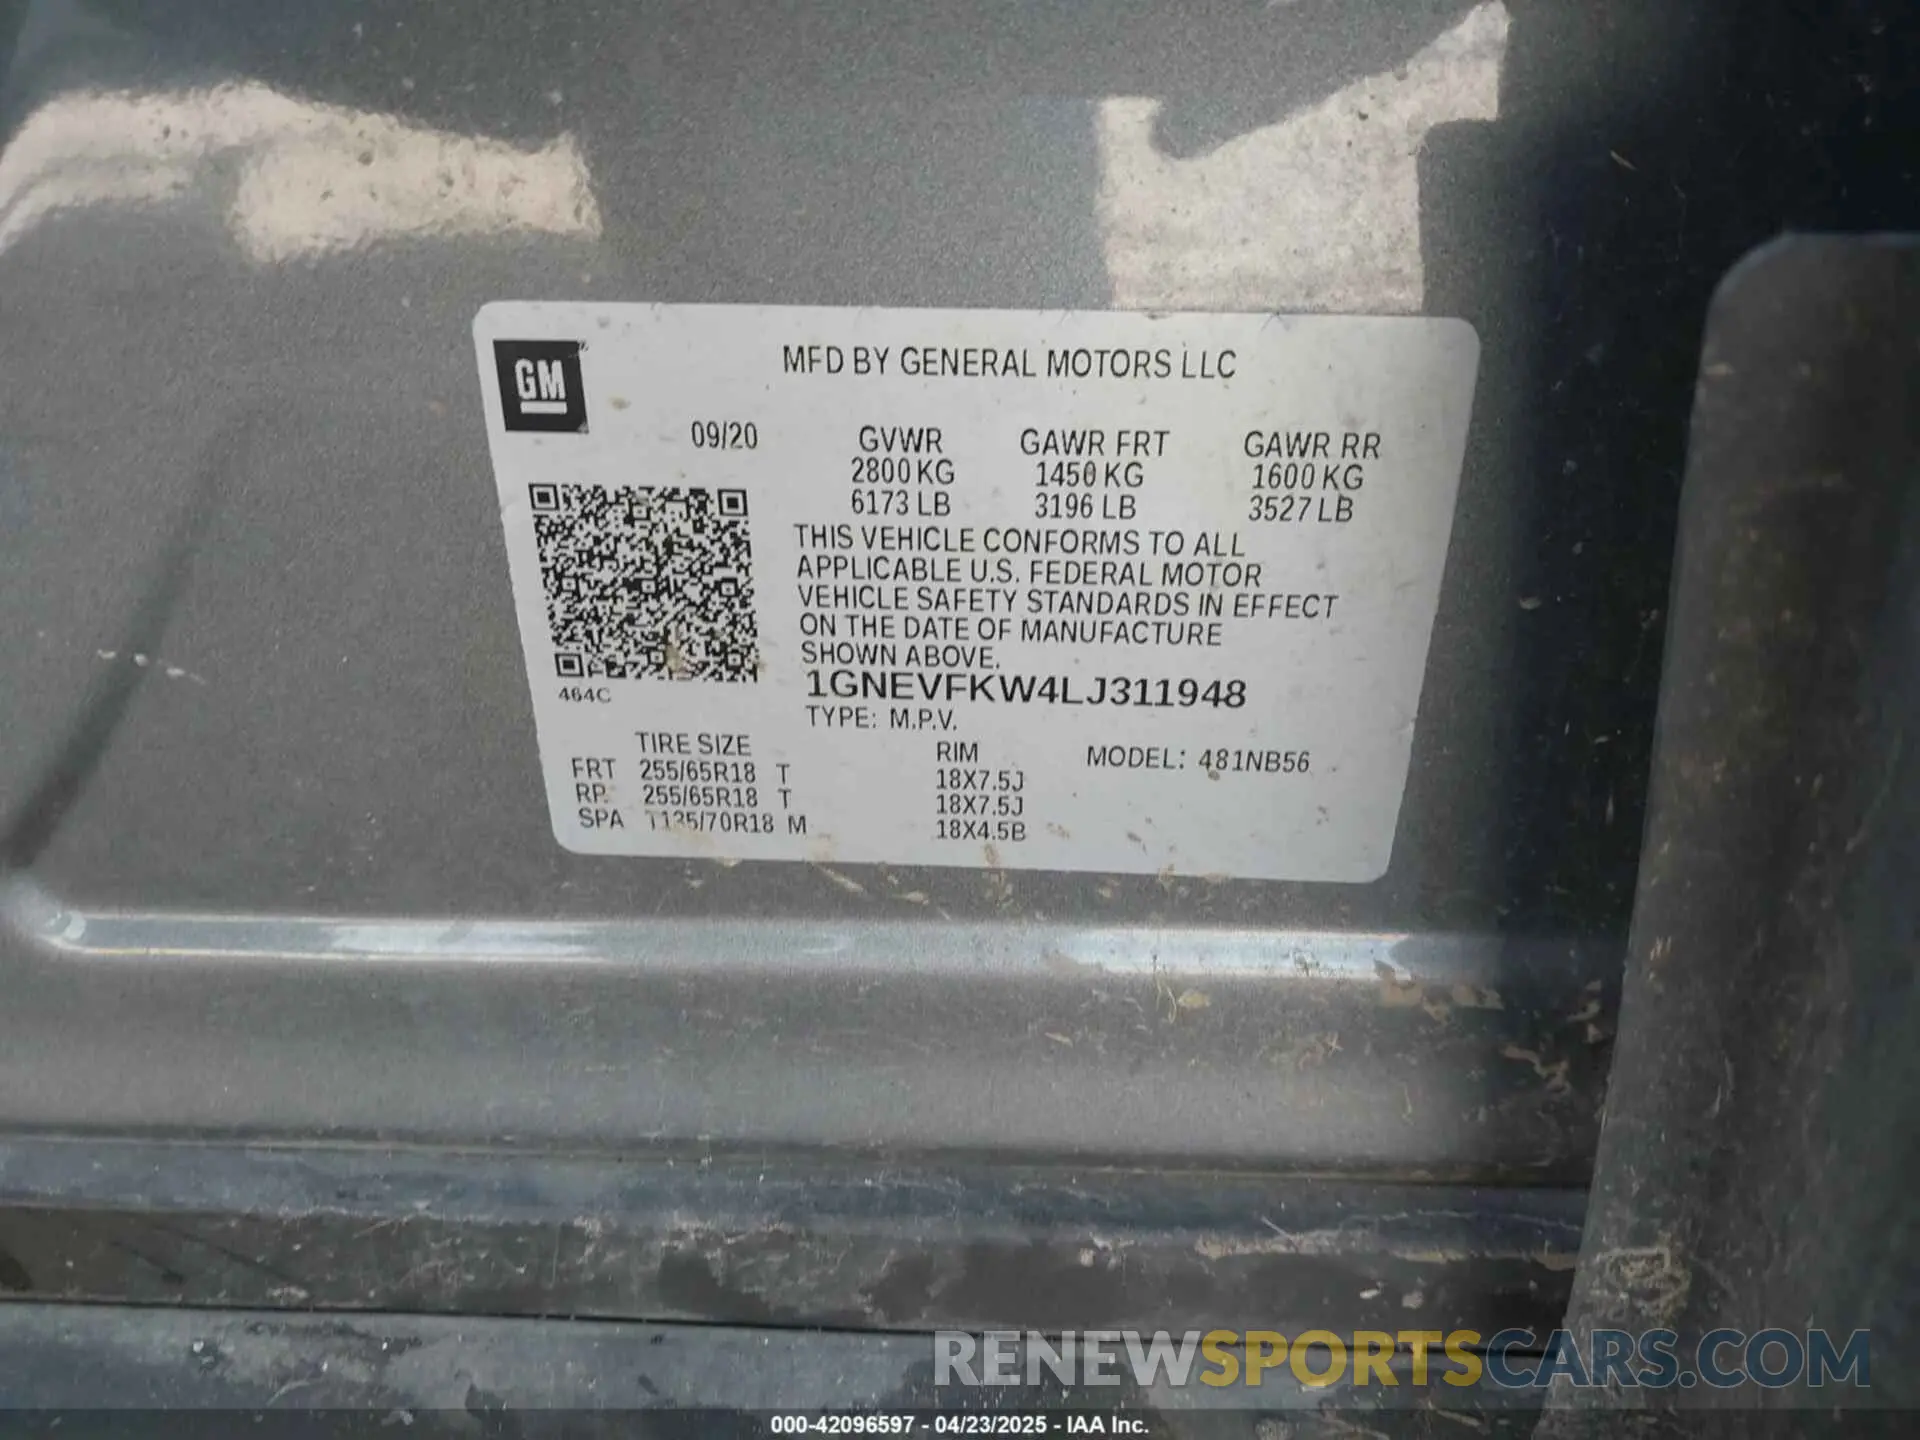 GM
MFD BY GENERAL MOTORS LLC
09/20
GVWR GAWR FRT GAWR RR
2800 KG 1450 KG 1600 KG
6173 LB 3196 LB 3527 LB
THIS VEHICLE CONFORMS TO ALL
APPLICABLE U.S. FEDERAL MOTOR
VEHICLE SAFETY STANDARDS IN EFFECT
ON THE DATE OF MANUFACTURE
SHOWN ABOVE.
464C
1GNEVFKW4LJ311948
TYPE: M.P.V.
TIRE SIZE RIM MODEL: 481NB56
FRT 255/65R18 T 18X7.5J
RR 255/65R18 T 18X7.5J
SPA T135/70R18 M 18X4.5B
RENEWSPORTSCARS.COM
000-42096597 - 04/23/2025 - IAA Inc.